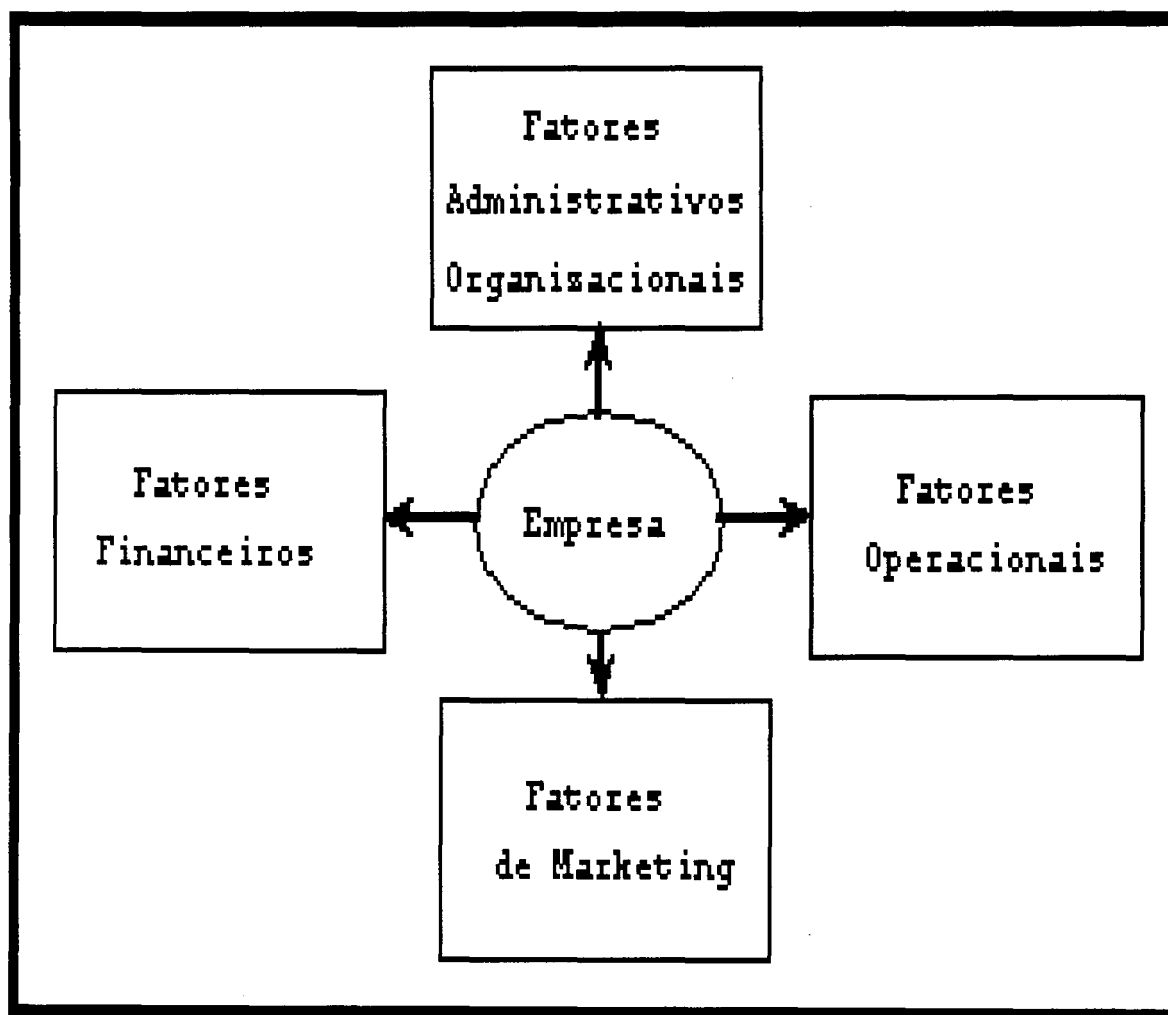 Fatores
Administrativos
Organizacionais
Fatores
Financeiros
Empresa
Fatores
Operacionais
Fatores
de Marketing